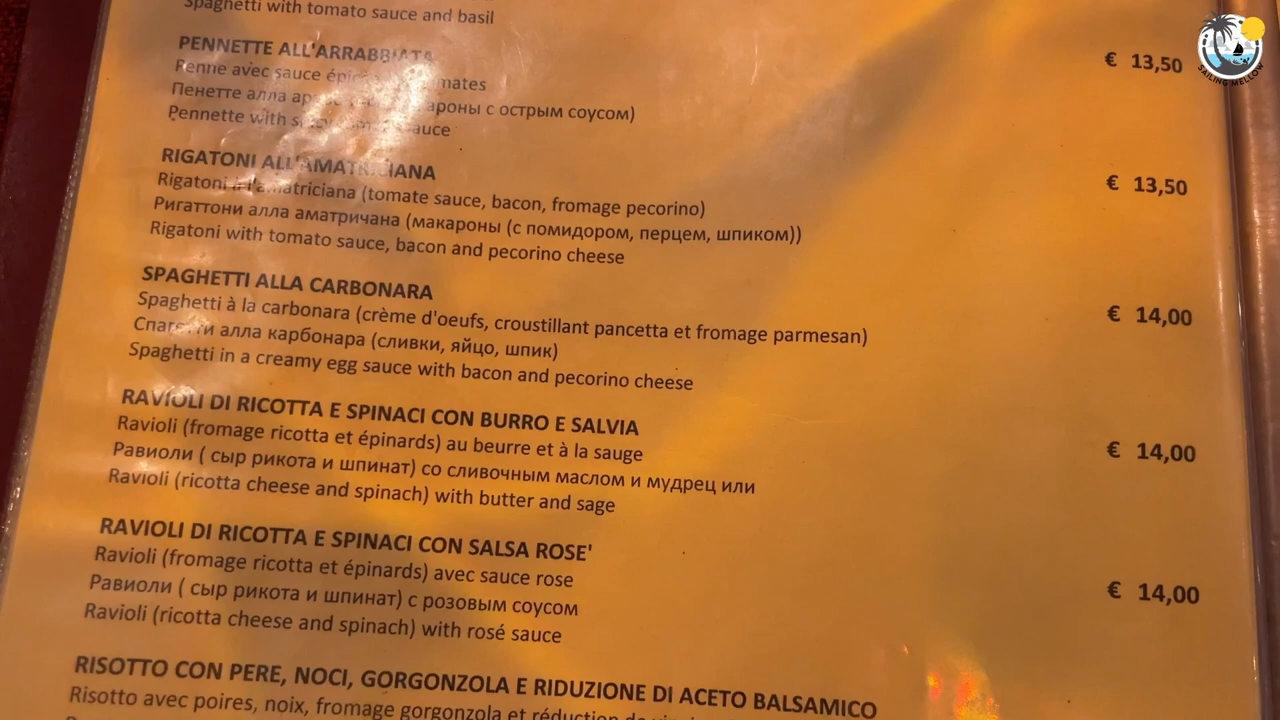 Spaghetti with tomato sauce and basil
PENNETTE ALL'ARRABBIATA
€ 13,50
Penne avec sauce
Пенетте алла с острым соусом)
Pennette with sauce
RIGATONI ALL'AMATRICIANA
€ 13,50
Rigatoni à l'amatriciana (tomate sauce, bacon, fromage pecorino)
Ригаттони алла аматричана (макароны (с помидором, перцем, шпиком))
Rigatoni with tomato sauce, bacon and pecorino cheese
SPAGHETTI ALLA CARBONARA
€ 14,00
Spaghetti à la carbonara (crème d'oeufs, croustillant pancetta et fromage parmesan)
Спагетти алла карбонара (сливки, яйцо, шпик)
Spaghetti in a creamy egg sauce with bacon and pecorino cheese
RAVIOLI DI RICOTTA E SPINACI CON BURRO E SALVIA
€ 14,00
Ravioli (fromage ricotta et épinards) au beurre et à la sauge
Равиоли ( сыр рикота и шпинат) со сливочным маслом и мудрец или
Ravioli (ricotta cheese and spinach) with butter and sage
RAVIOLI DI RICOTTA E SPINACI CON SALSA ROSE'
€ 14,00
Ravioli (fromage ricotta et épinards) avec sauce rose
Равиоли ( сыр рикота и шпинат) с розовым соусом
Ravioli (ricotta cheese and spinach) with rosé sauce
RISOTTO CON PERE, NOCI, GORGONZOLA E RIDUZIONE DI ACETO BALSAMICO
Risotto avec poires, noix, fromage gorgonzola et réduction
SAILING MELLOW